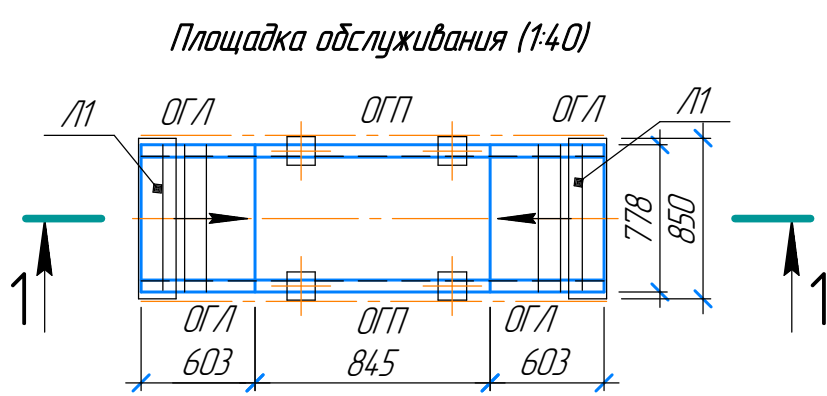 Площадка обслуживания (1:40)
Л1 ОГЛ ОГП ОГЛ Л1
778
850
1 1
ОГЛ ОГП ОГЛ
603 845 603